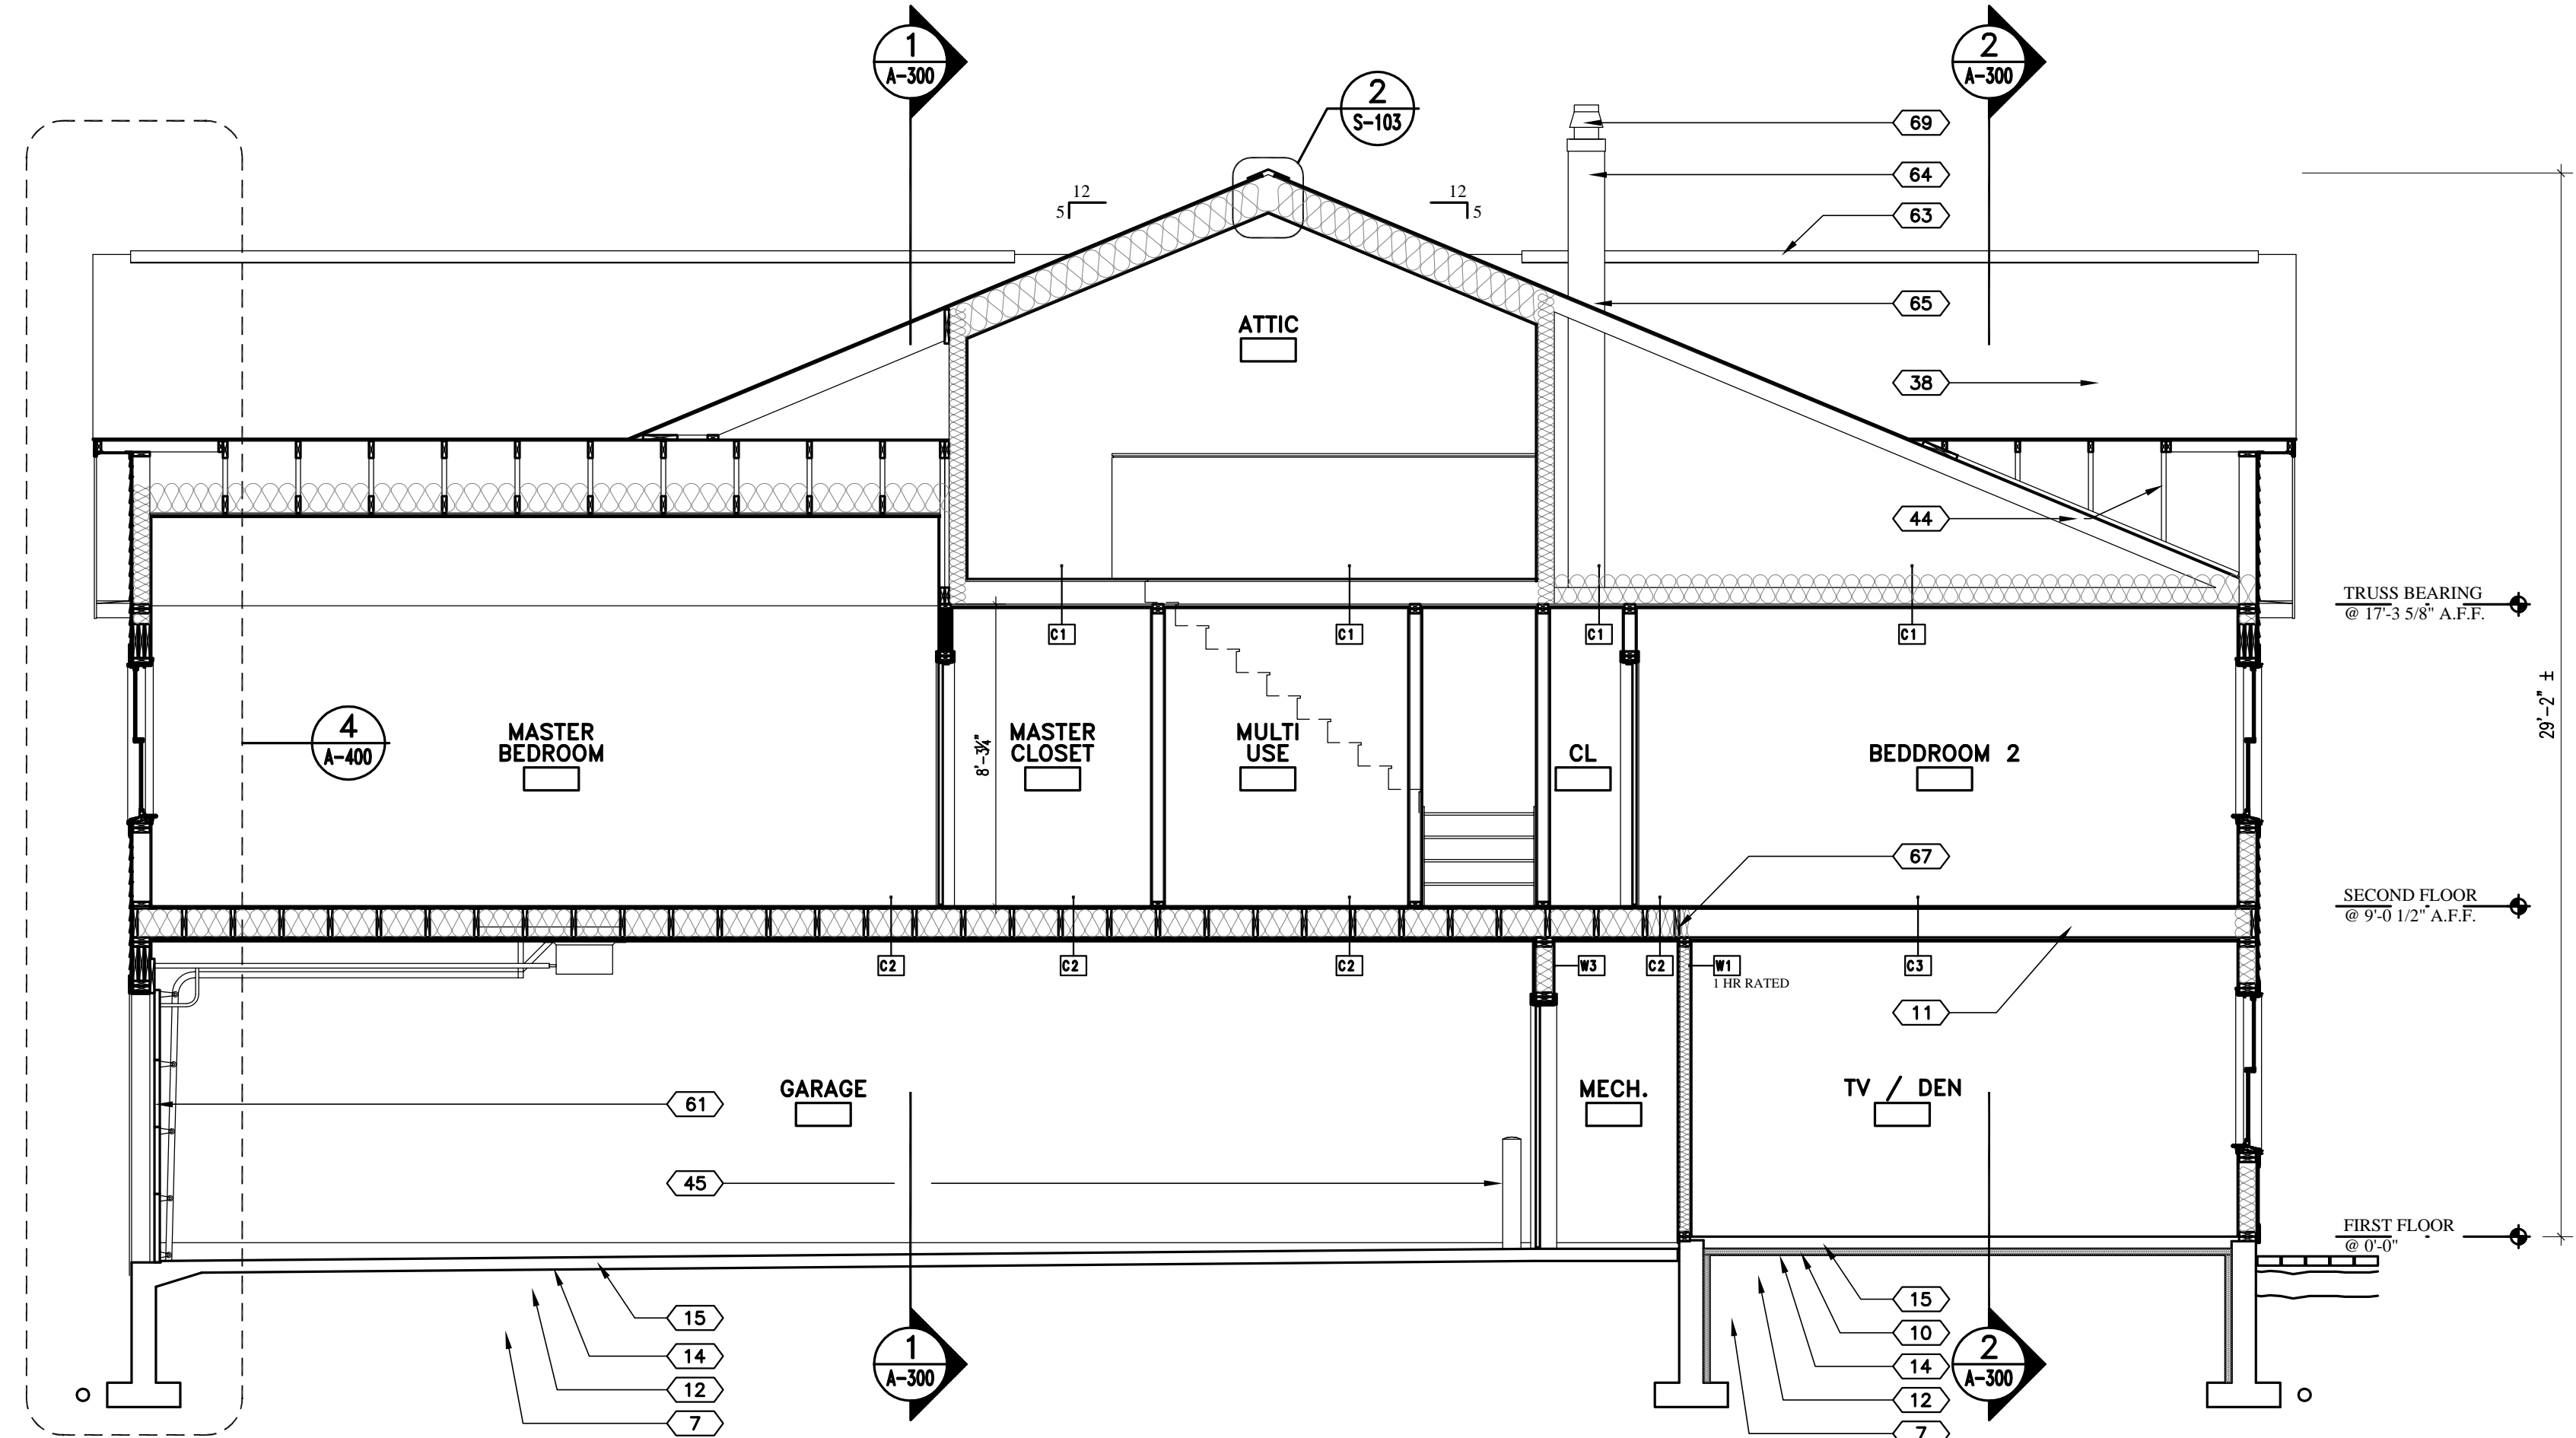 1
A-300
2
A-300
2
S-103
69
64
63
12
5
12
5
65
ATTIC
38
44
TRUSS BEARING
@ 17'-3 5/8" A.F.F.
C1
C1
C1
C1
29'-2" ±
4
A-400
MASTER
BEDROOM
8'-3¼"
MASTER
CLOSET
MULTI
USE
CL
BEDDROOM 2
67
SECOND FLOOR
@ 9'-0 1/2" A.F.F.
C2
C2
C2
W3
C2
W1
1 HR RATED
C3
11
GARAGE
MECH.
TV / DEN
61
45
FIRST FLOOR
@ 0'-0"
15
14
12
7
1
A-300
15
10
14
12
7
2
A-300